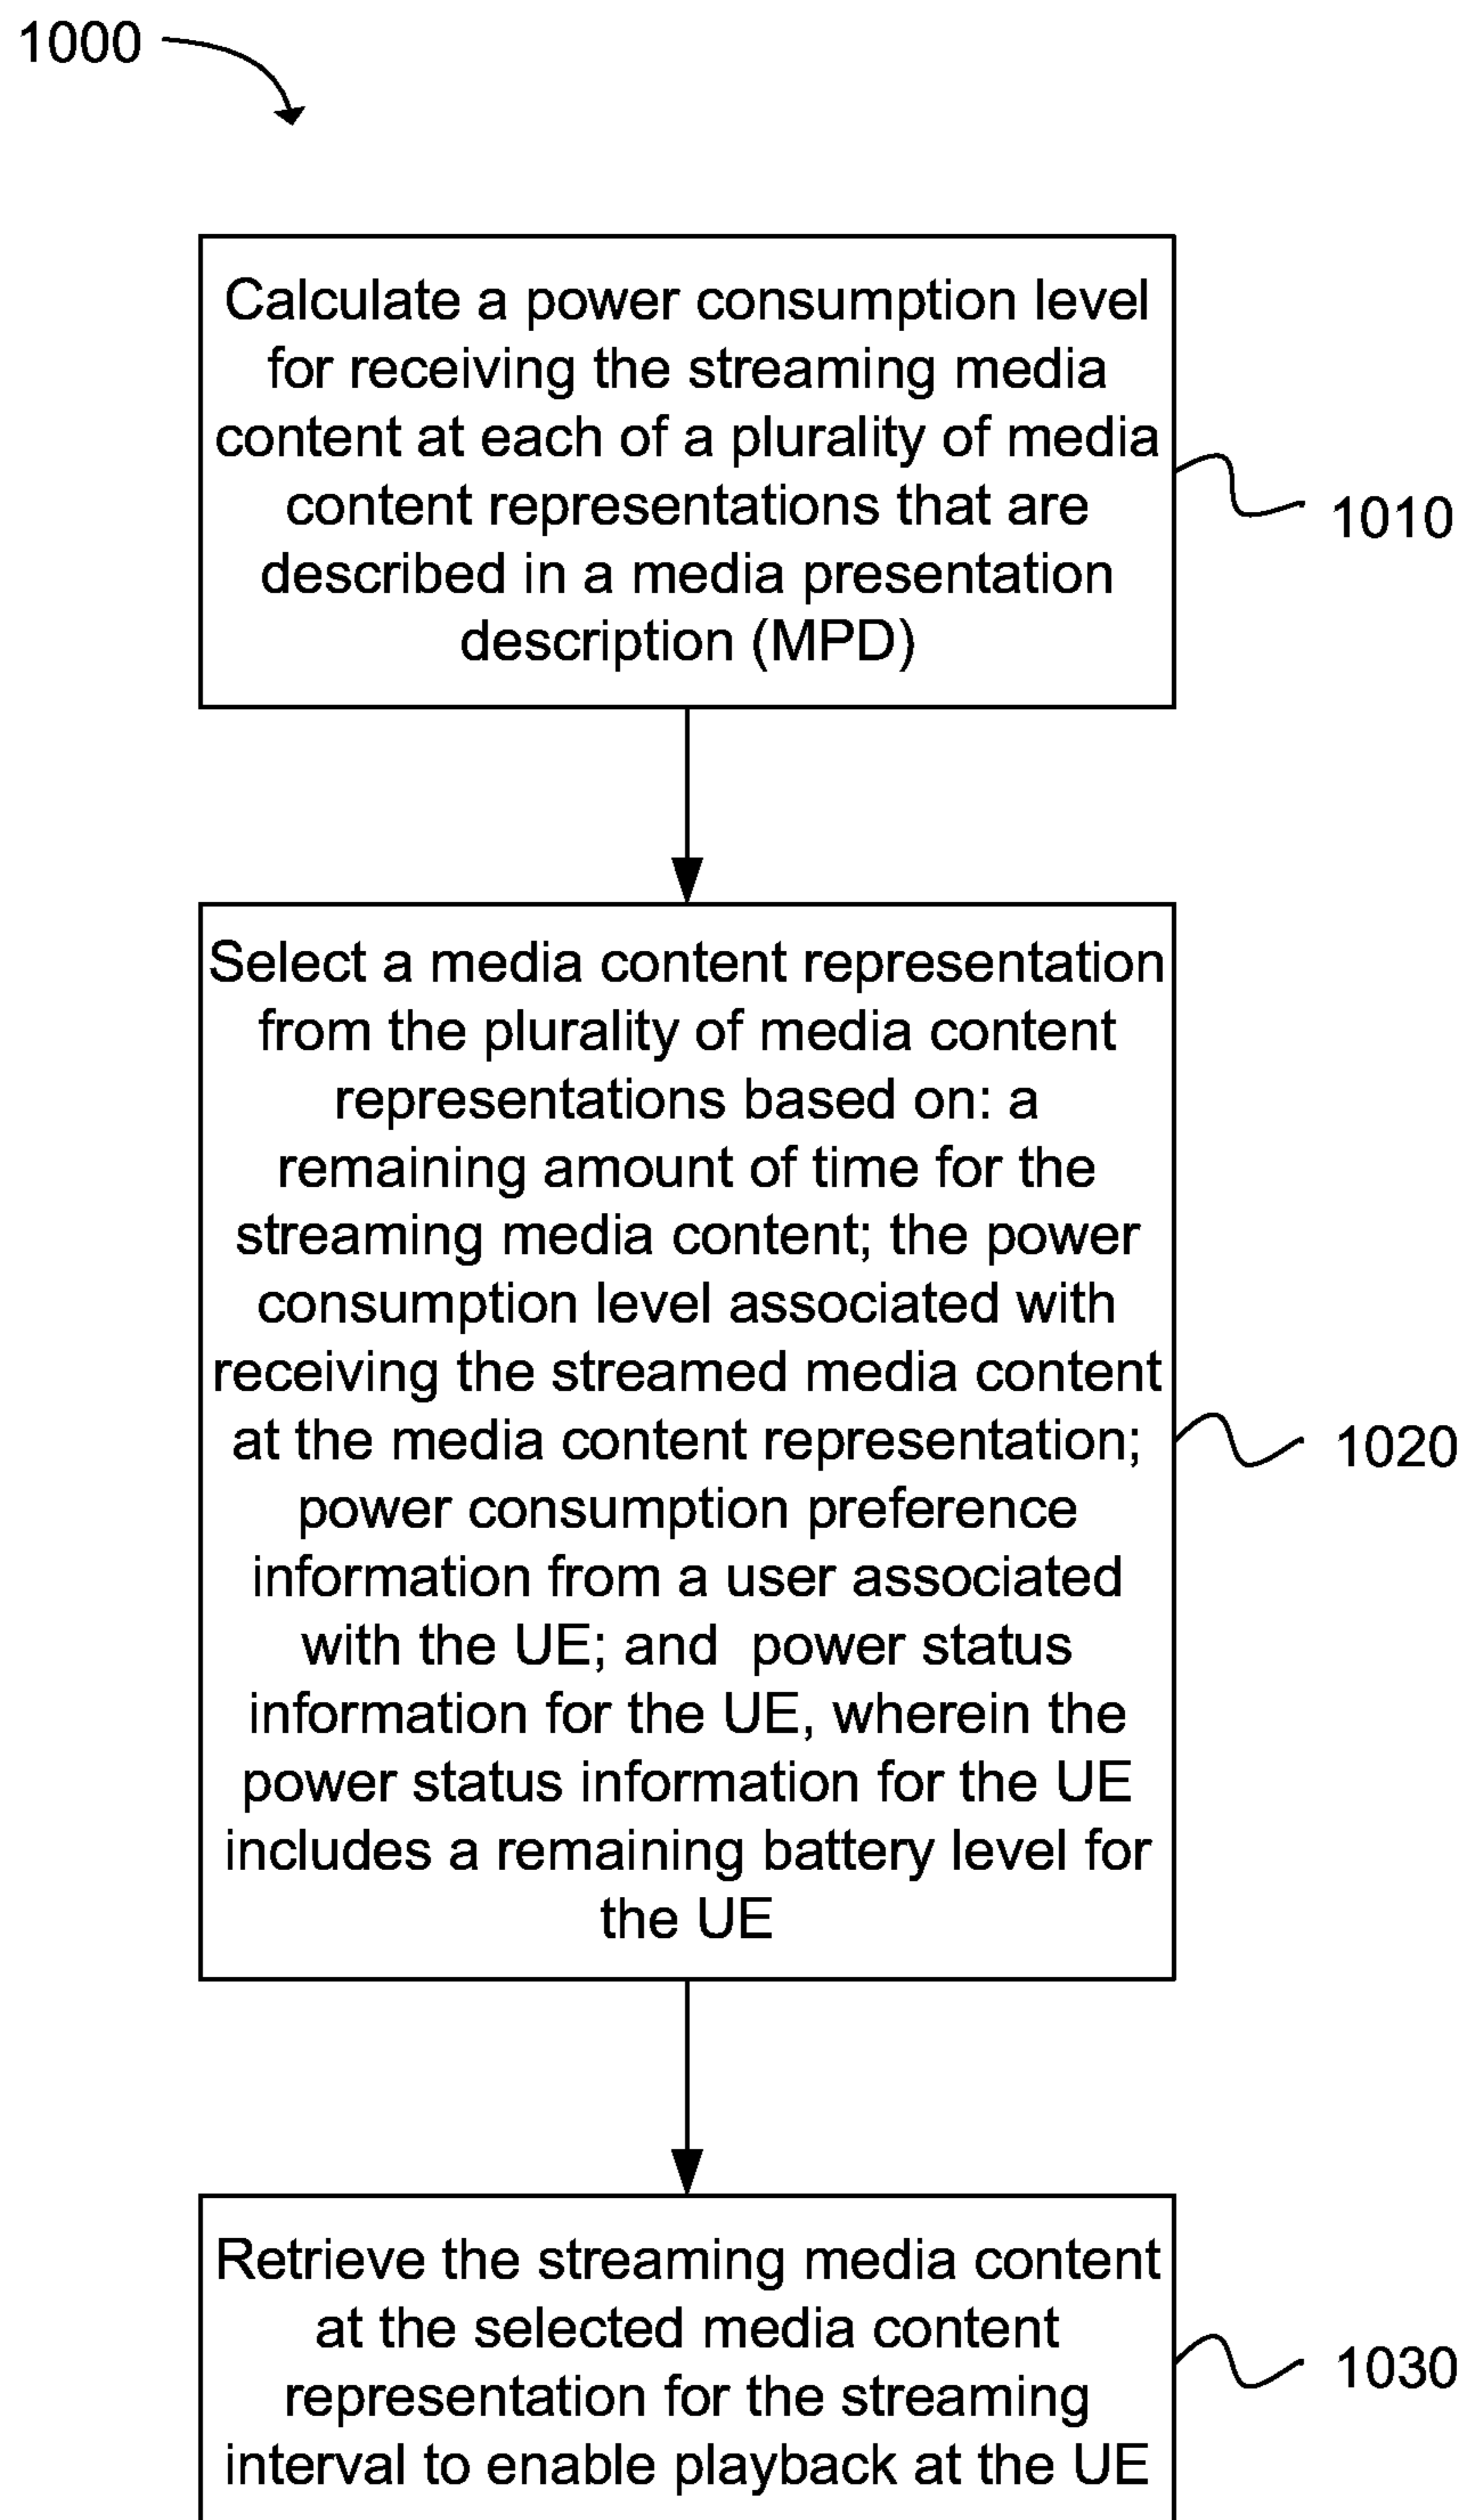 1000
Calculate a power consumption level
for receiving the streaming media
content at each of a plurality of media
content representations that are
described in a media presentation
description (MPD)
1010
Select a media content representation
from the plurality of media content
representations based on: a
remaining amount of time for the
streaming media content; the power
consumption level associated with
receiving the streamed media content
at the media content representation;
power consumption preference
information from a user associated
with the UE; and power status
information for the UE, wherein the
power status information for the UE
includes a remaining battery level for
the UE
1020
Retrieve the streaming media content
at the selected media content
representation for the streaming
interval to enable playback at the UE
1030